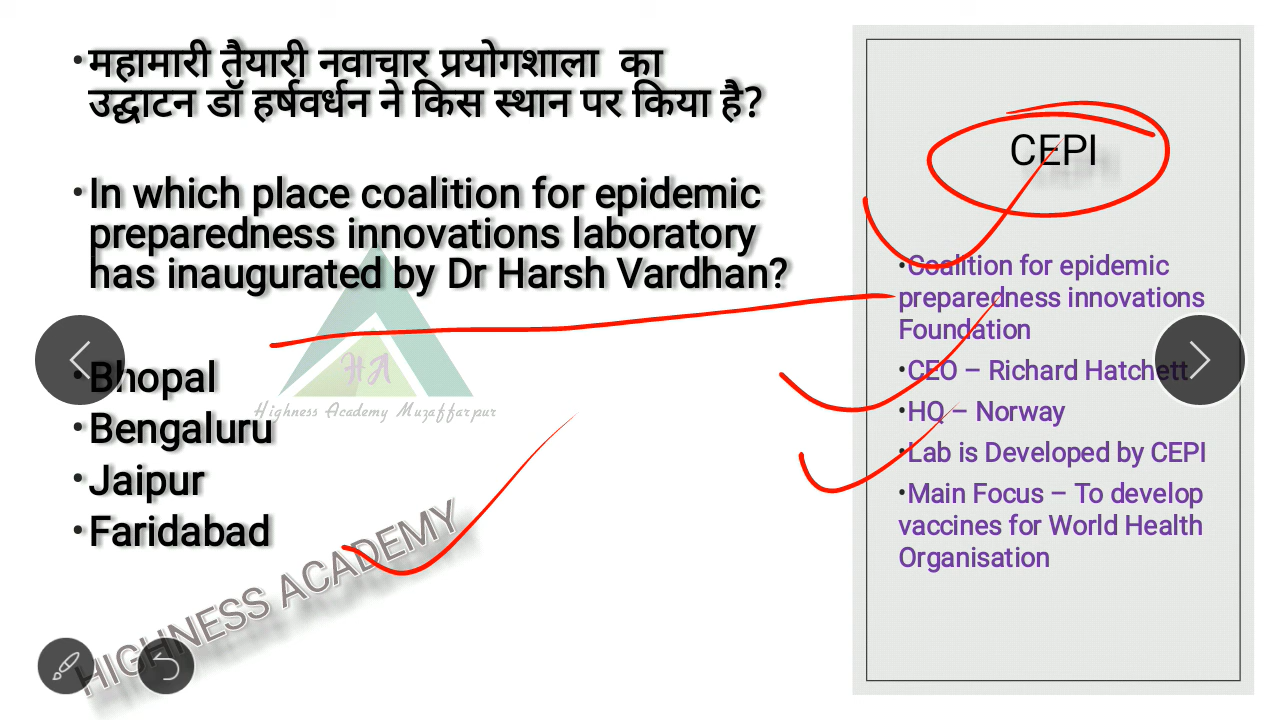 •महामारी तैयारी नवाचार प्रयोगशाला का
उद्घाटन डॉ हर्षवर्धन ने किस स्थान पर किया है?
•In which place coalition for epidemic
preparedness innovations laboratory
has inaugurated by Dr Harsh Vardhan?
•Bhopal
•Bengaluru
•Jaipur
•Faridabad
HA
Highness Academy Muzaffarpur
HIGHNESS ACADEMY
CEPI
•Coalition for epidemic
preparedness innovations
Foundation
•CEO – Richard Hatchett
•HQ – Norway
•Lab is Developed by CEPI
•Main Focus – To develop
vaccines for World Health
Organisation